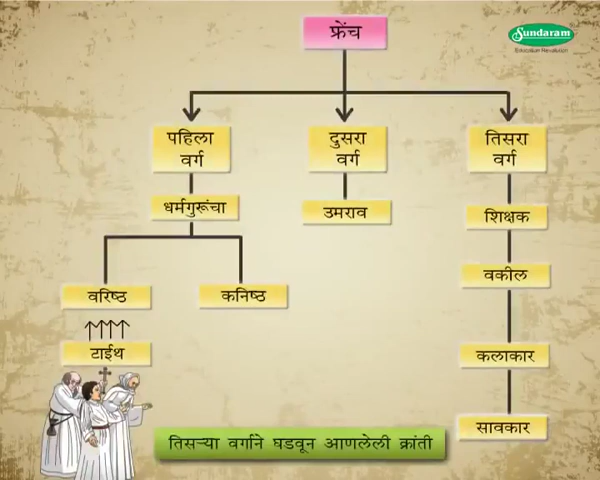 फ्रेंच
Sundaram
Education Revolution
पहिला
वर्ग
दुसरा
वर्ग
तिसरा
वर्ग
धर्मगुरूंचा
उमराव
शिक्षक
वकील
वरिष्ठ
कनिष्ठ
टाईथ
कलाकार
सावकार
तिसऱ्या वर्गाने घडवून आणलेली क्रांती